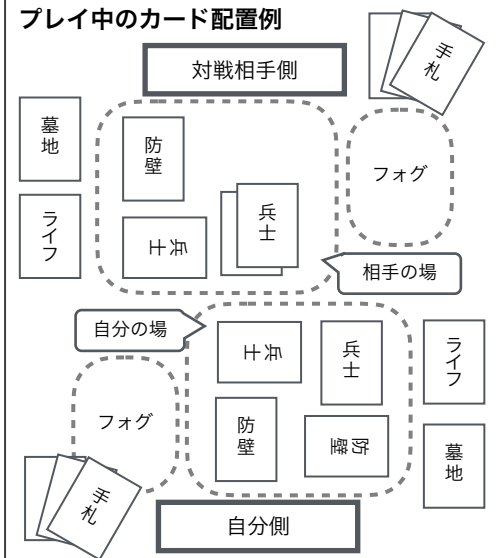 プレイ中のカード配置例
対戦相手側
手札
墓地
防壁
フォグ
ライフ
兵士
兵士
相手の場
自分の場
兵士
兵士
ライフ
フォグ
防壁
防壁
墓地
手札
自分側